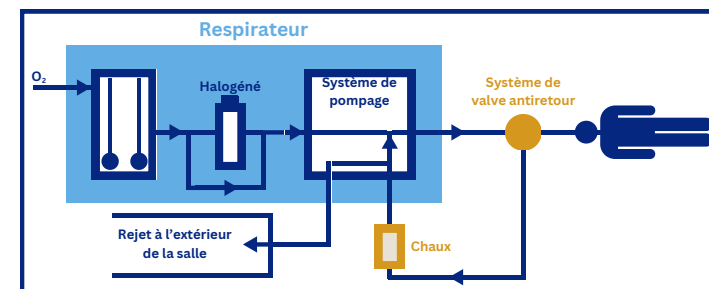 Respirateur
O₂
Halogéné
Système de
pompage
Système de
valve antiretour
Rejet à l'extérieur
de la salle
Chaux